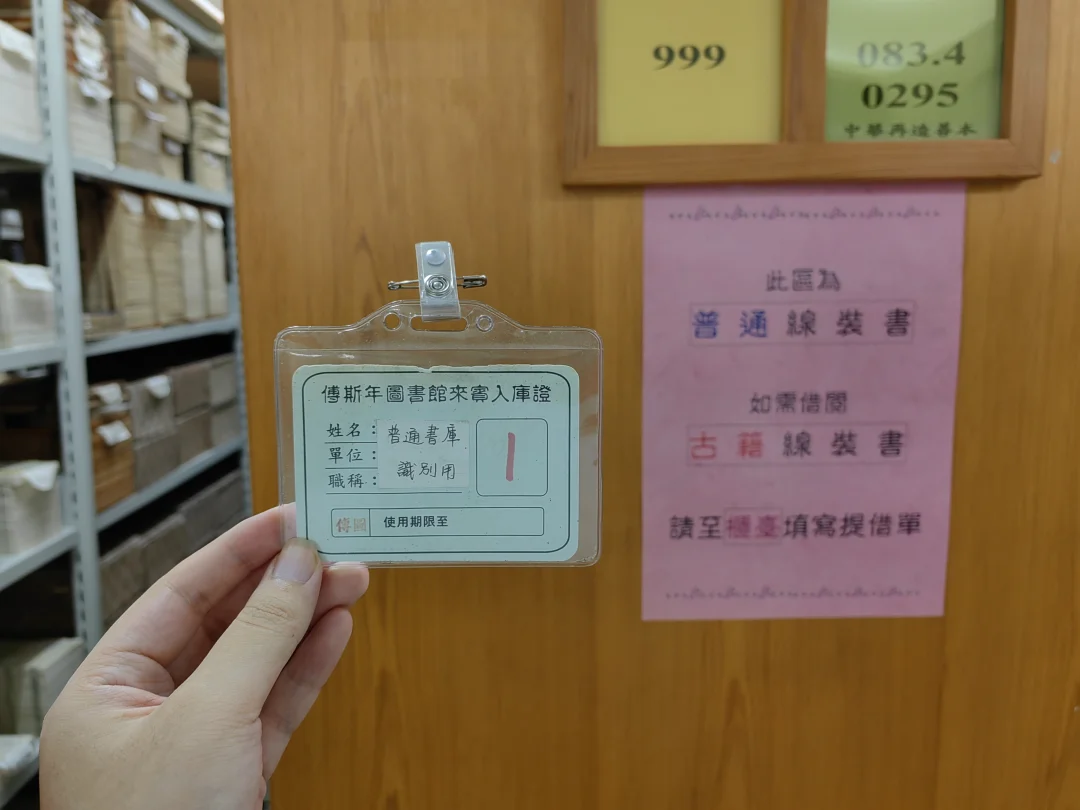 999
083.4
0295
中華再造善本
此區為
普通線裝書
如需借閱
古籍線裝書
請至櫃臺填寫提借單
傅斯年圖書館來賓入庫證
姓名：普通書庫
單位：
識別用
職稱：
1
傅圖
使用期限至